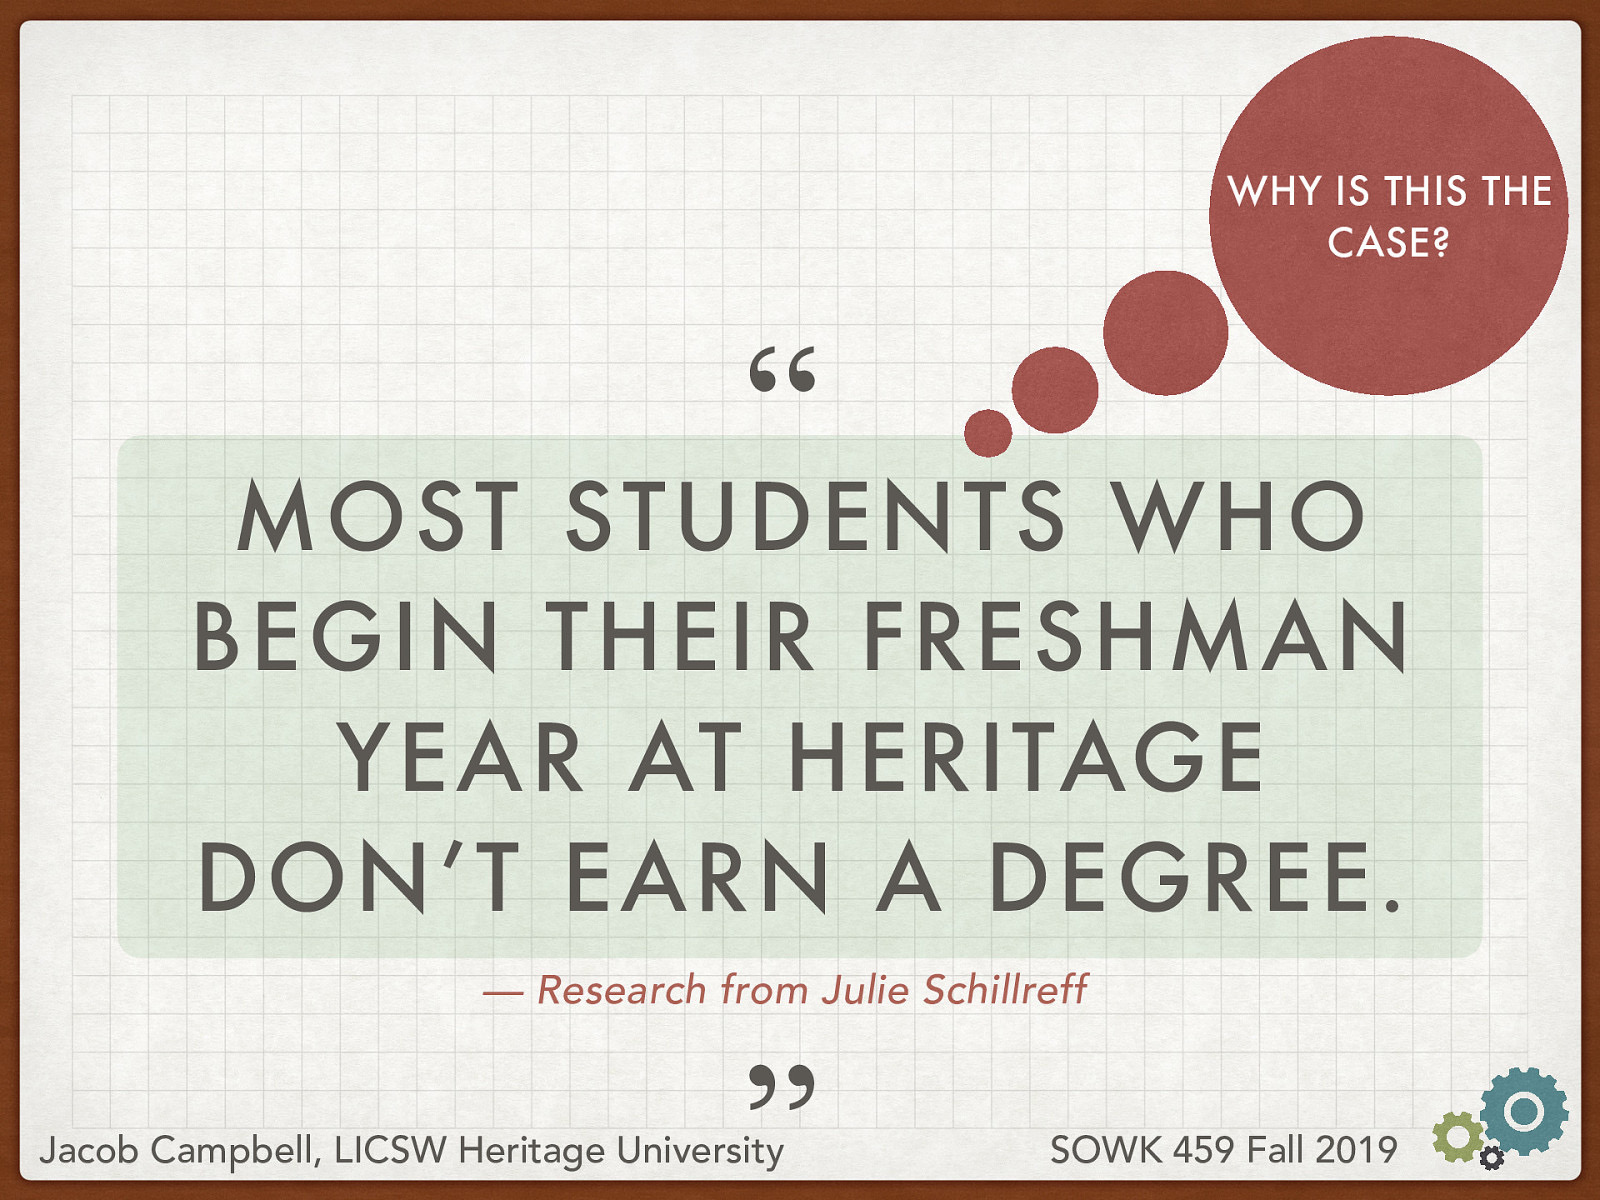 WHY IS THIS THE
CASE?
“
MOST STUDENTS WHO
BEGIN THEIR FRESHMAN
YEAR AT HERITAGE
DON’T EARN A DEGREE.
— Research from Julie Schillreff
”
Jacob Campbell, LICSW Heritage University
SOWK 459 Fall 2019